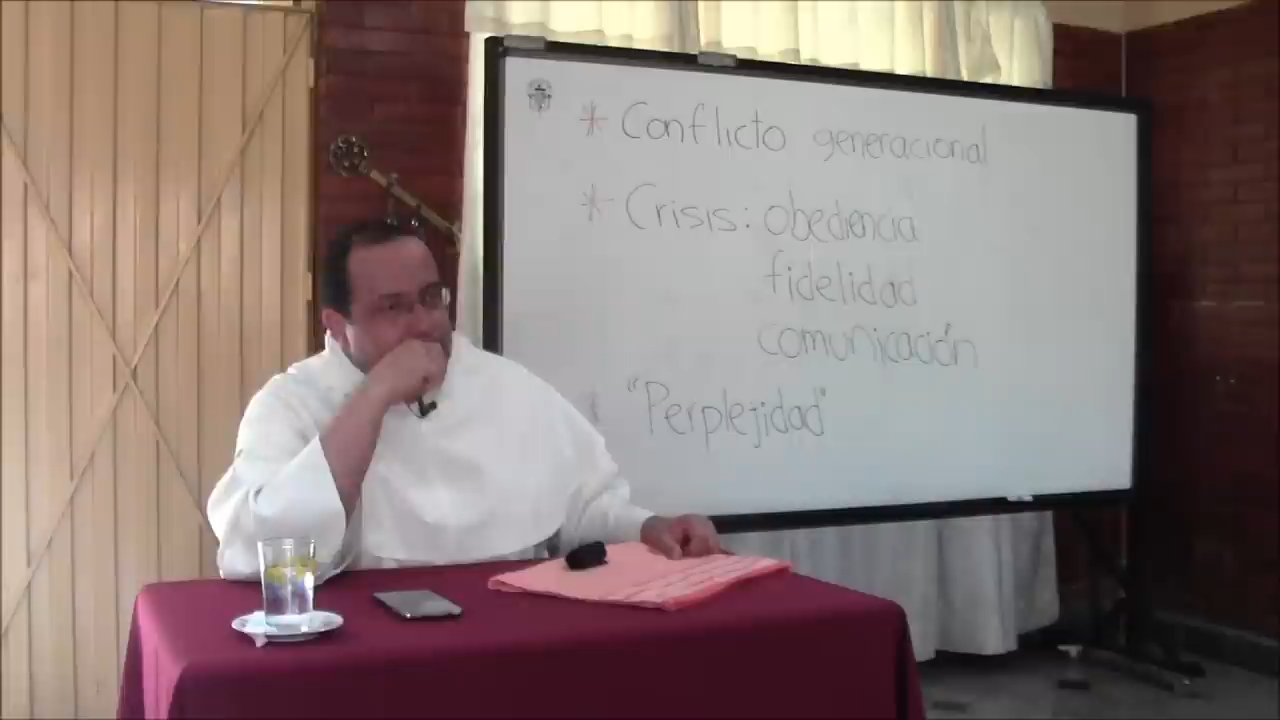 * Conflicto generacional
* Crisis: obediencia
fidelidad
comunicación
"Perplejidad"